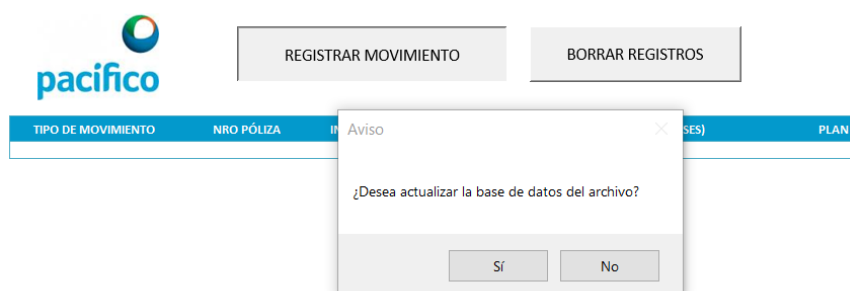 pacífico
REGISTRAR MOVIMIENTO
BORRAR REGISTROS
TIPO DE MOVIMIENTO NRO PÓLIZA SES) PLAN
Aviso
¿Desea actualizar la base de datos del archivo?
Sí No